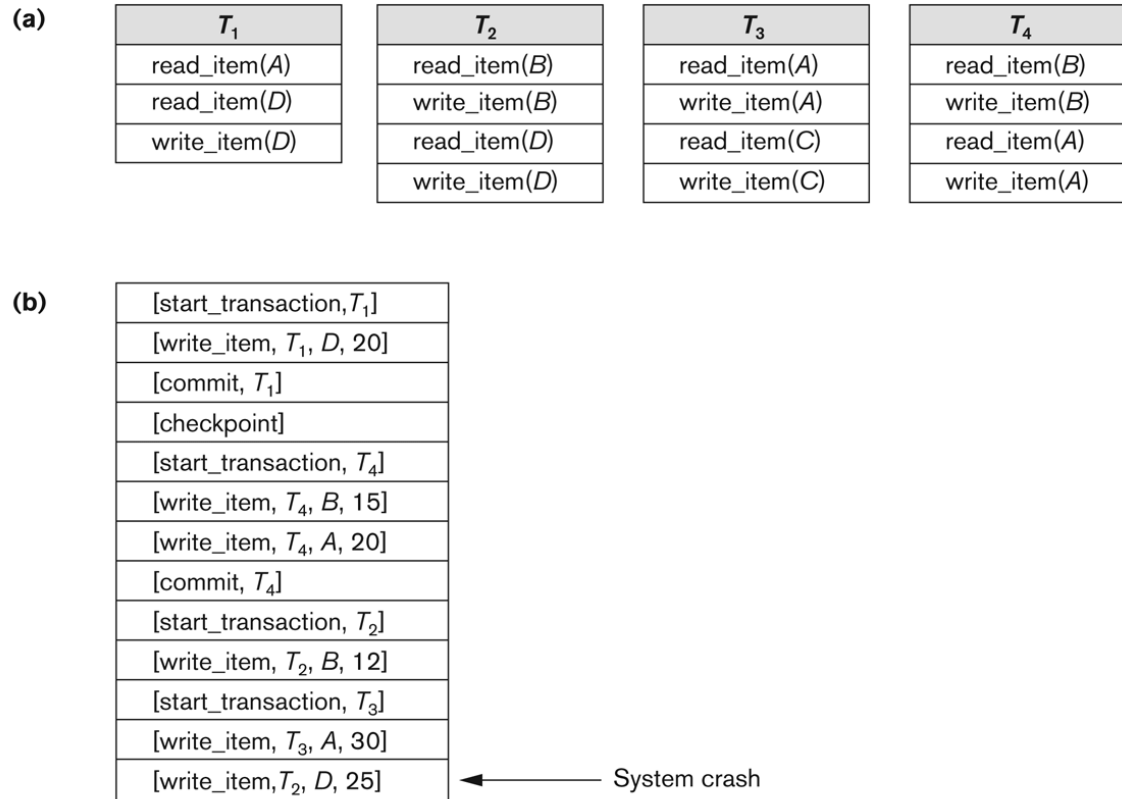 (a)
T₁ T₂ T₃ T₄
read_item(A) read_item(B) read_item(A) read_item(B)
read_item(D) write_item(B) write_item(A) write_item(B)
write_item(D) read_item(D) read_item(C) read_item(A)
write_item(D) write_item(C) write_item(A)
(b)
[start_transaction,T₁]
[write_item, T₁, D, 20]
[commit, T₁]
[checkpoint]
[start_transaction, T₄]
[write_item, T₄, B, 15]
[write_item, T₄, A, 20]
[commit, T₄]
[start_transaction, T₂]
[write_item, T₂, B, 12]
[start_transaction, T₃]
[write_item, T₃, A, 30]
[write_item,T₂, D, 25] System crash